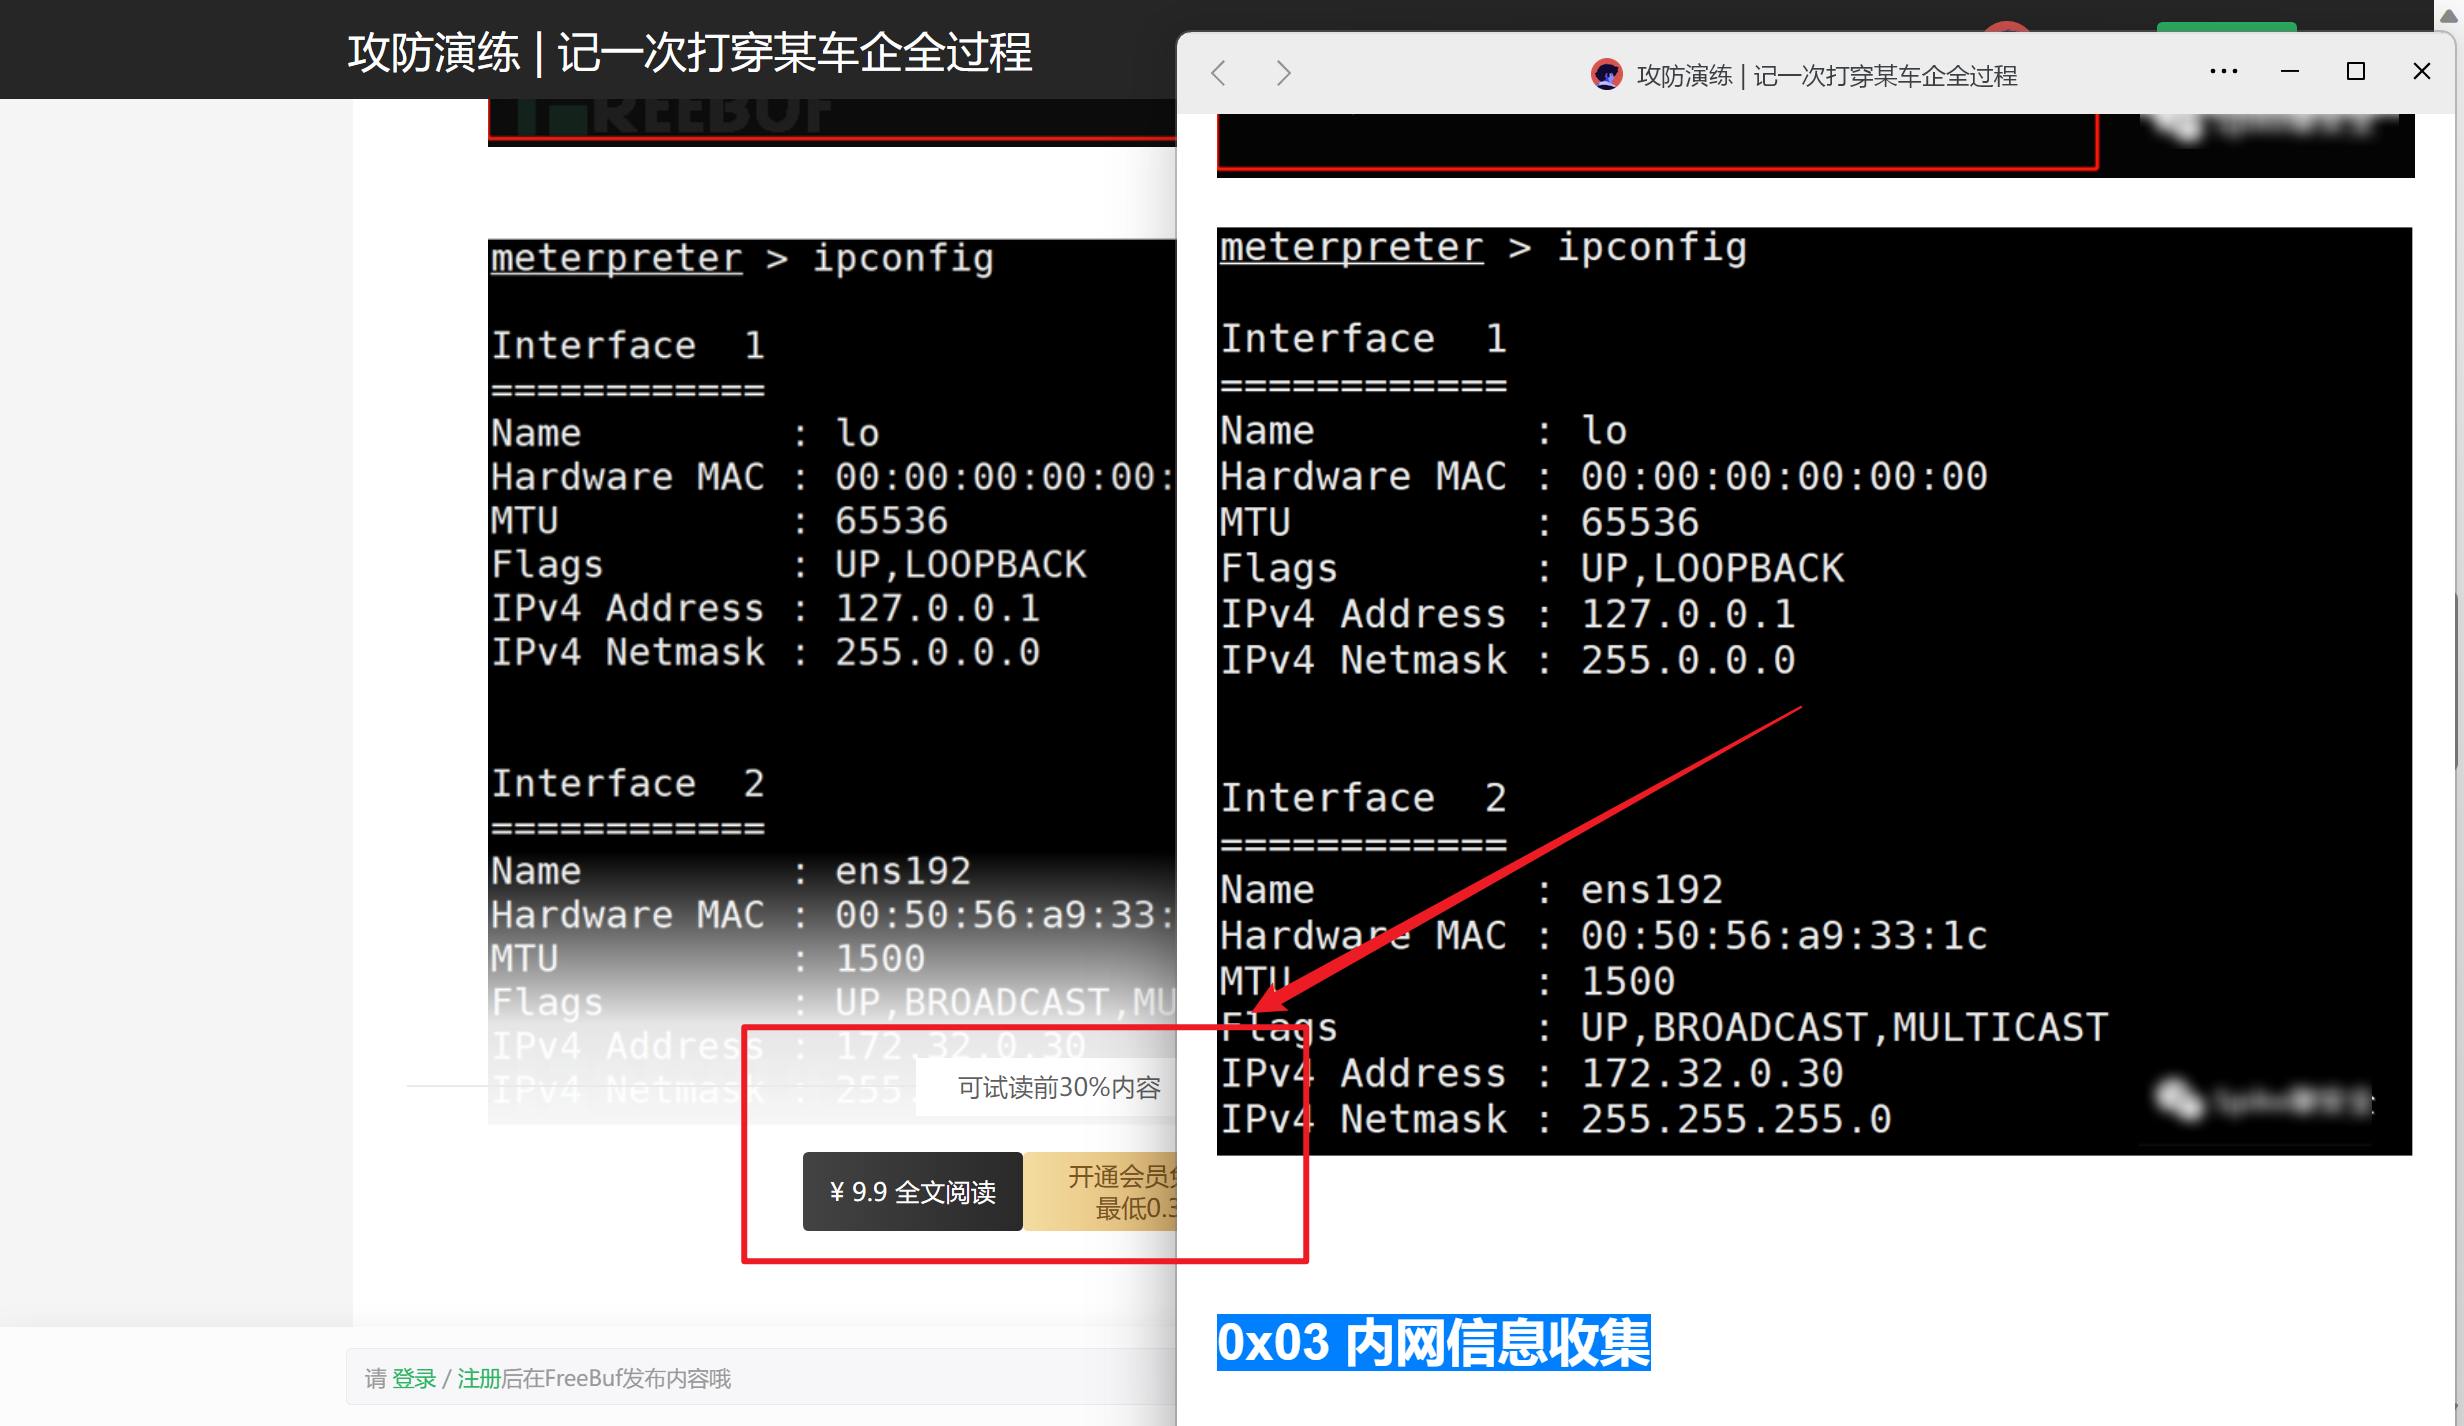 攻防演练 | 记一次打穿某车企全过程
REEBUF
meterpreter > ipconfig
Interface  1
============
Name         : lo
Hardware MAC : 00:00:00:00:00:
MTU          : 65536
Flags        : UP,LOOPBACK
IPv4 Address : 127.0.0.1
IPv4 Netmask : 255.0.0.0
Interface  2
============
Name         : ens192
Hardware MAC : 00:50:56:a9:33:
MTU          : 1500
Flags        : UP,BROADCAST,MU
IPv4 Address : 172.32.0.30
IPv4 Netmask : 255.
可试读前30%内容
¥ 9.9 全文阅读
开通会员免
最低0.3
请 登录 / 注册后在FreeBuf发布内容哦
攻防演练 | 记一次打穿某车企全过程
meterpreter > ipconfig
Interface  1
============
Name         : lo
Hardware MAC : 00:00:00:00:00:00
MTU          : 65536
Flags        : UP,LOOPBACK
IPv4 Address : 127.0.0.1
IPv4 Netmask : 255.0.0.0
Interface  2
============
Name         : ens192
Hardware MAC : 00:50:56:a9:33:1c
MTU          : 1500
Flags        : UP,BROADCAST,MULTICAST
IPv4 Address : 172.32.0.30
IPv4 Netmask : 255.255.255.0
0x03 内网信息收集